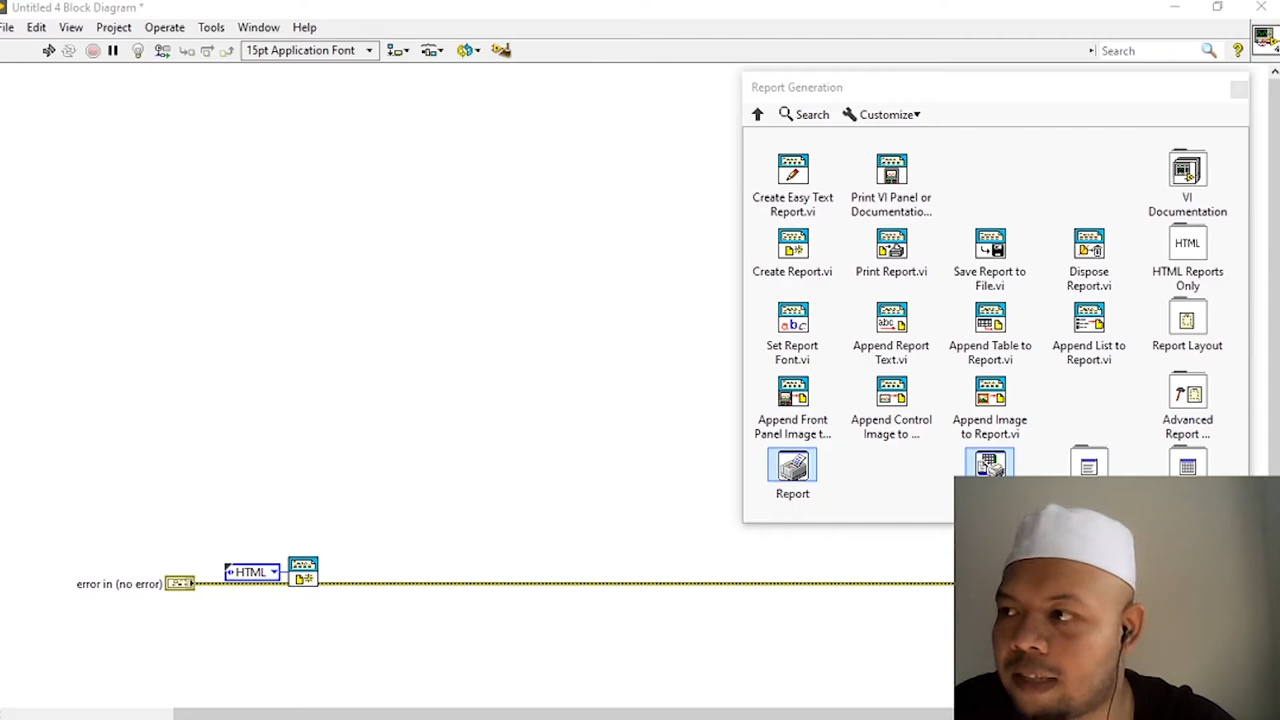 Untitled 4 Block Diagram *
File Edit View Project Operate Tools Window Help
15pt Application Font
Search
Report Generation
Search Customize
Create Easy Text Report.vi
Print VI Panel or Documentatio...
VI Documentation
Create Report.vi
Print Report.vi
Save Report to File.vi
Dispose Report.vi
HTML
HTML Reports Only
Set Report Font.vi
abc
Append Report Text.vi
Append Table to Report.vi
Append List to Report.vi
Report Layout
Append Front Panel Image t...
Append Control Image to ...
Append Image to Report.vi
Advanced Report ...
Report
HTML
error in (no error)